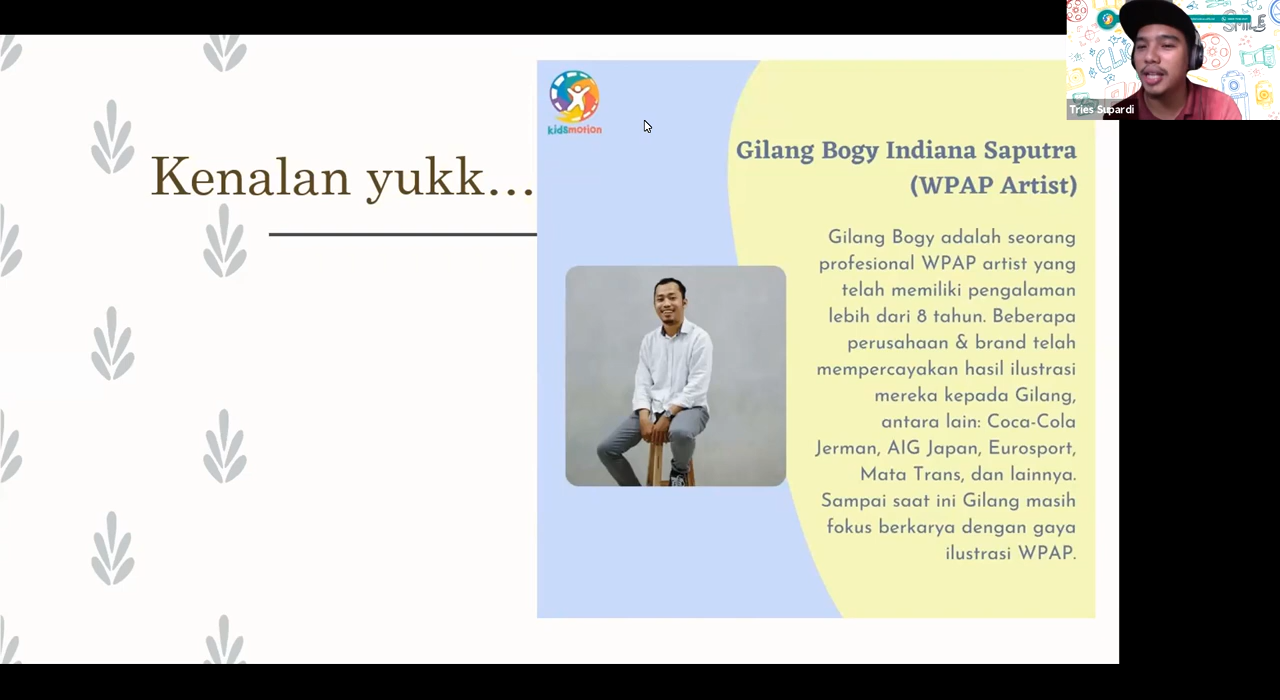 Kenalan yukk...
kid&motion
Gilang Bogy Indiana Saputra
(WPAP Artist)
Gilang Bogy adalah seorang
profesional WPAP artist yang
telah memiliki pengalaman
lebih dari 8 tahun. Beberapa
perusahaan & brand telah
mempercayakan hasil ilustrasi
mereka kepada Gilang,
antara lain: Coca-Cola
Jerman, AIG Japan, Eurosport,
Mata Trans, dan lainnya.
Sampai saat ini Gilang masih
fokus berkarya dengan gaya
ilustrasi WPAP.
SMILE
Tries Supardi